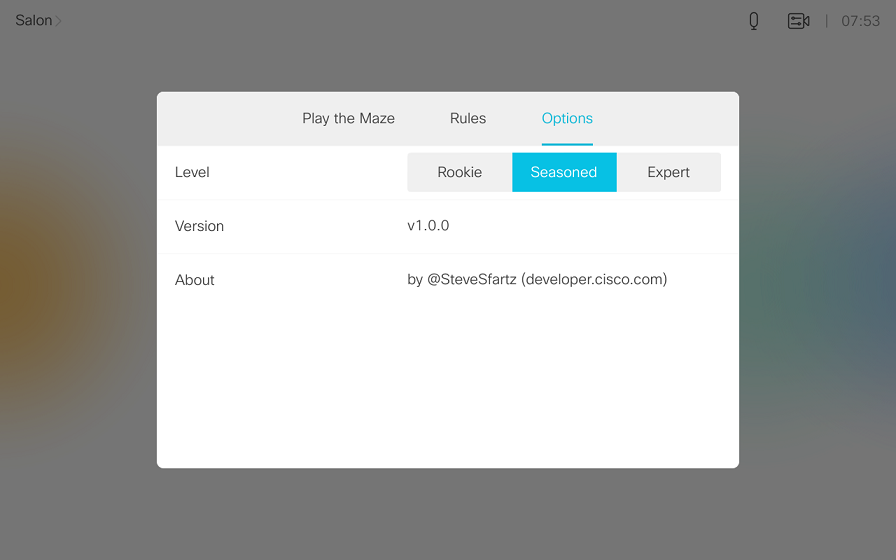 Salon
07:53
Play the Maze Rules Options
Level Rookie Seasoned Expert
Version v1.0.0
About by @SteveSfartz (developer.cisco.com)